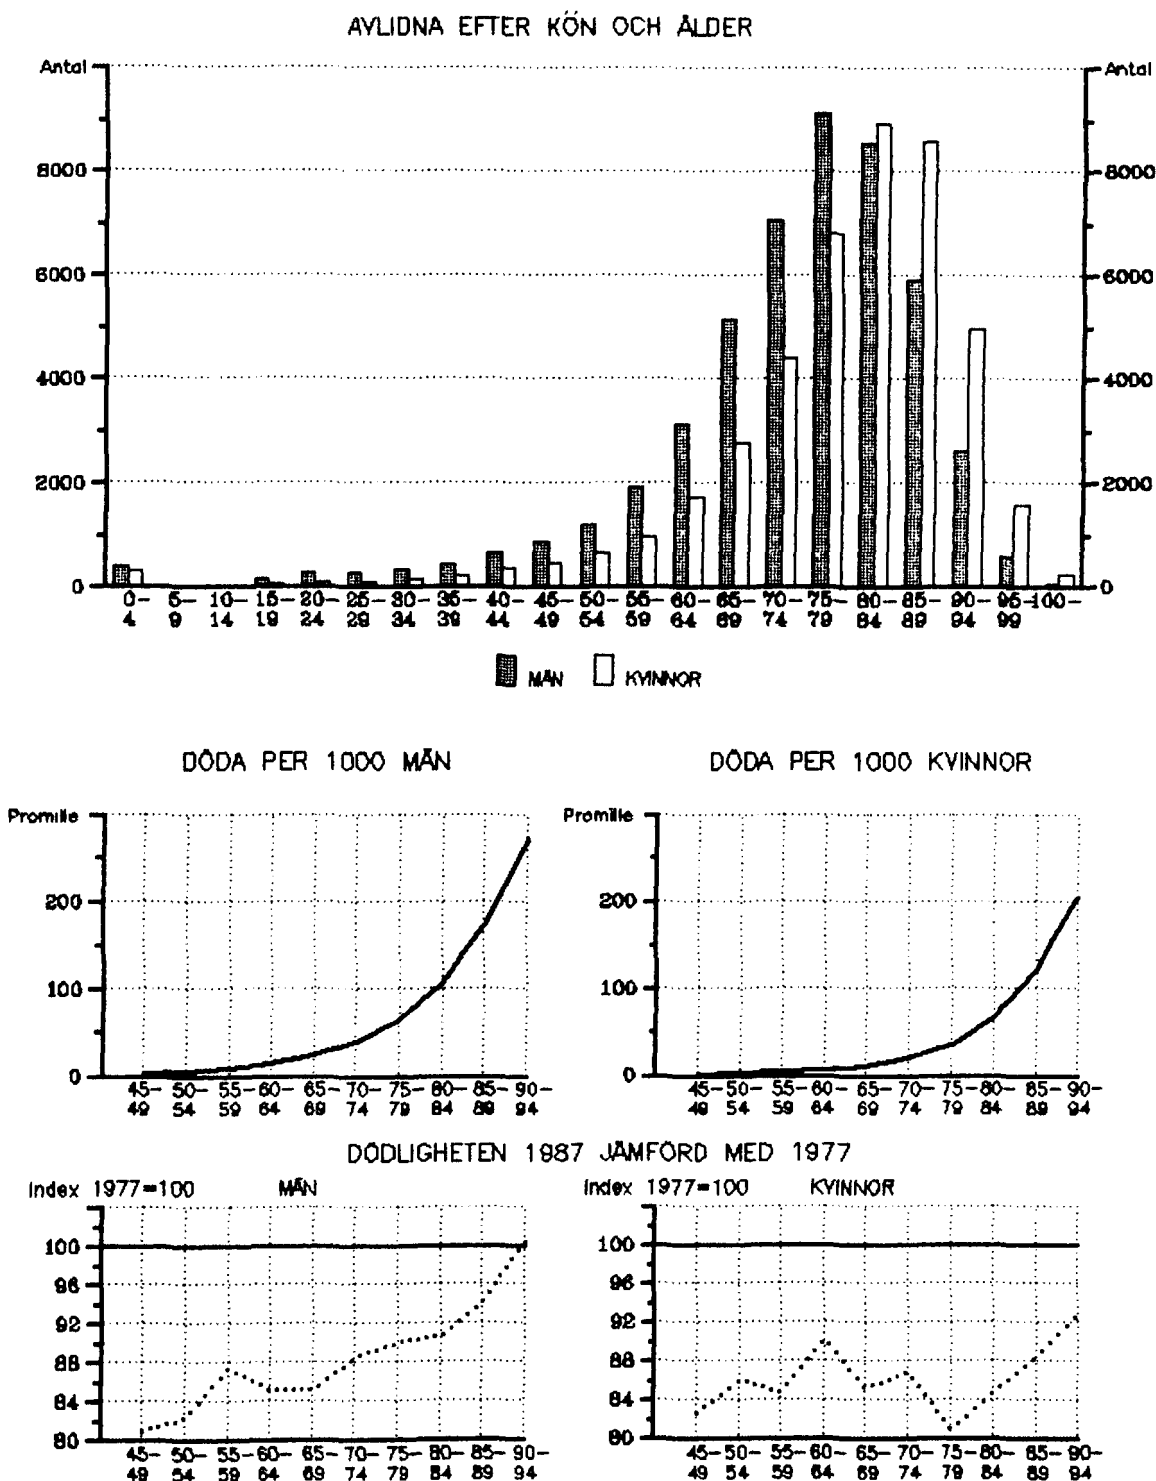 AVLIDNA EFTER KÖN OCH ÅLDER
Antal Antal
8000 8000
6000 6000
4000 4000
2000 2000
0 0
0- 5- 10- 15- 20- 25- 30- 35- 40- 45- 50- 55- 60- 65- 70- 75- 80- 85- 90- 95- 100-
4 9 14 19 24 29 34 39 44 49 54 59 64 69 74 79 84 89 94 99
MÄN KVINNOR
DÖDA PER 1000 MÄN DÖDA PER 1000 KVINNOR
Promille Promille
200 200
100 100
0 0
45- 50- 55- 60- 65- 70- 75- 80- 85- 90- 45- 50- 55- 60- 65- 70- 75- 80- 85- 90-
49 54 59 64 69 74 79 84 89 94 49 54 59 64 69 74 79 84 89 94
DÖDLIGHETEN 1987 JÄMFÖRD MED 1977
Index 1977=100 MÄN Index 1977=100 KVINNOR
100 100
96 96
92 92
88 88
84 84
80 80
45- 50- 55- 60- 65- 70- 75- 80- 85- 90- 45- 50- 55- 60- 65- 70- 75- 80- 85- 90-
49 54 59 64 69 74 79 84 89 94 49 54 59 64 69 74 79 84 89 94